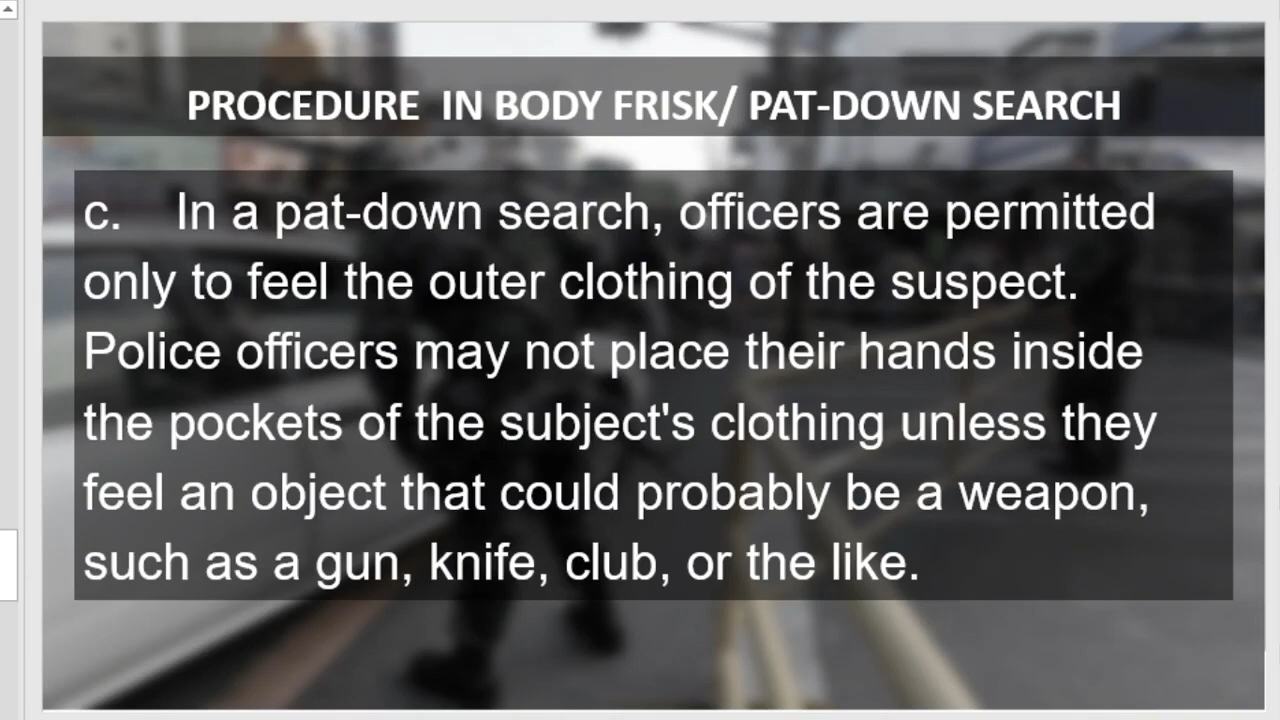 PROCEDURE  IN BODY FRISK/ PAT-DOWN SEARCH
c.    In a pat-down search, officers are permitted
only to feel the outer clothing of the suspect.
Police officers may not place their hands inside
the pockets of the subject's clothing unless they
feel an object that could probably be a weapon,
such as a gun, knife, club, or the like.